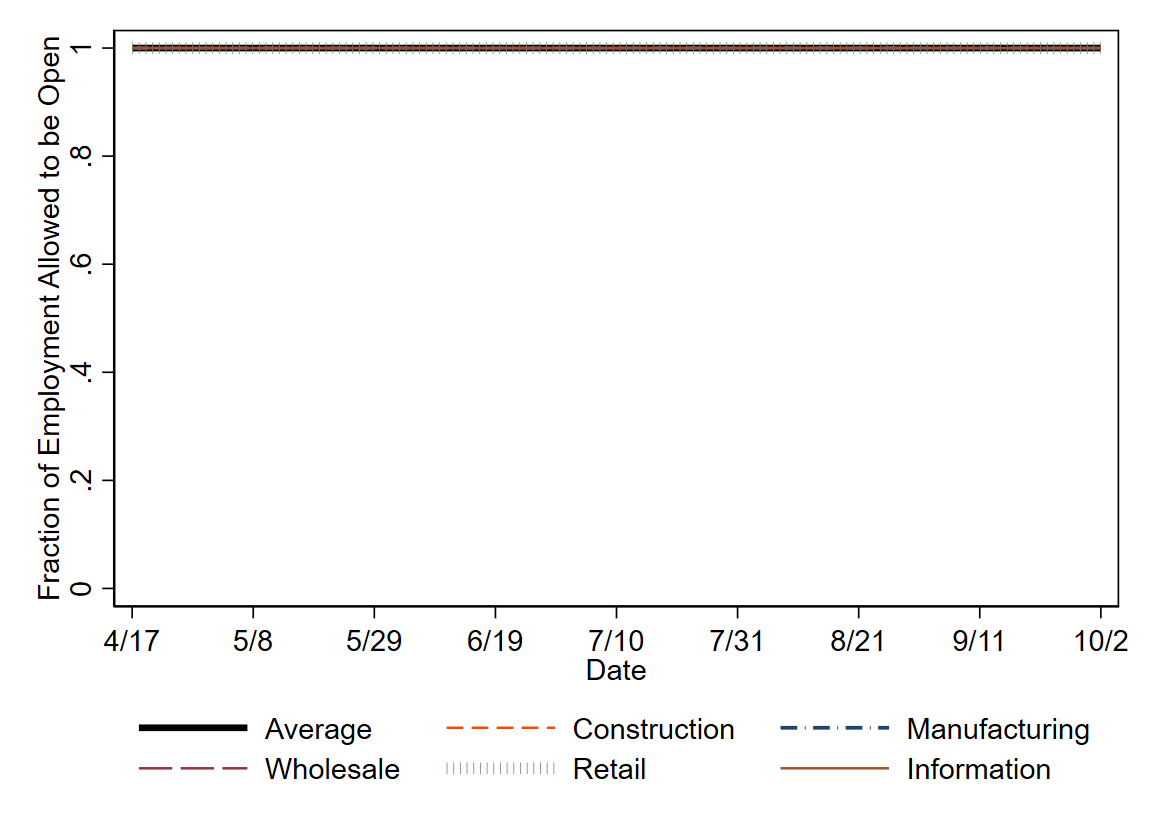 Fraction of Employment Allowed to be Open
1
.8
.6
.4
.2
0
4/17 5/8 5/29 6/19 7/10 7/31 8/21 9/11 10/2
Date
Average Construction Manufacturing
Wholesale Retail Information